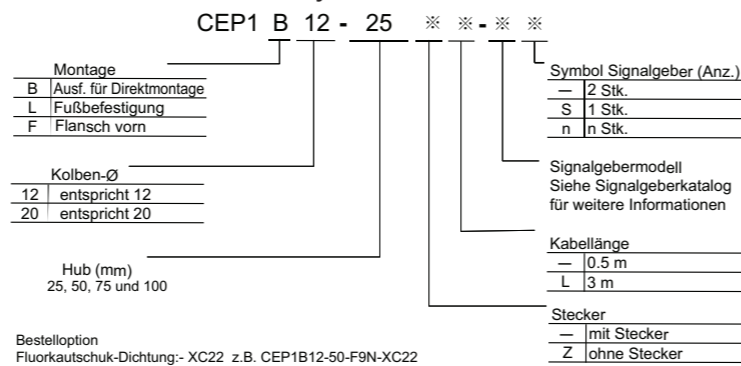 CEP1 B 12 - 25 ※ ※ - ※ ※
Montage
B Ausf. für Direktmontage
L Fußbefestigung
F Flansch vorn
Kolben-Ø
12 entspricht 12
20 entspricht 20
Hub (mm)
25, 50, 75 und 100
Symbol Signalgeber (Anz.)
— 2 Stk.
S 1 Stk.
n n Stk.
Signalgebermodell
Siehe Signalgeberkatalog
für weitere Informationen
Kabellänge
— 0.5 m
L 3 m
Stecker
— mit Stecker
Z ohne Stecker
Bestelloption
Fluorkautschuk-Dichtung:- XC22 z.B. CEP1B12-50-F9N-XC22